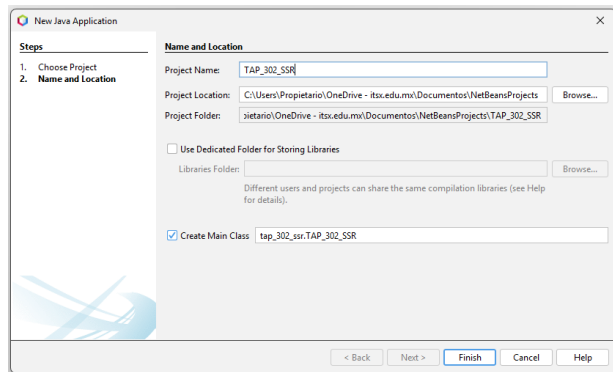 New Java Application
Steps
1. Choose Project
2. Name and Location
Name and Location
Project Name: TAP_302_SSR
Project Location: C:\Users\Propietario\OneDrive - itsx.edu.mx\Documentos\NetBeansProjects Browse...
Project Folder: ɔietario\OneDrive - itsx.edu.mx\Documentos\NetBeansProjects\TAP_302_SSR
Use Dedicated Folder for Storing Libraries
Libraries Folder: Browse...
Different users and projects can share the same compilation libraries (see Help
for details).
Create Main Class tap_302_ssr.TAP_302_SSR
< Back Next > Finish Cancel Help